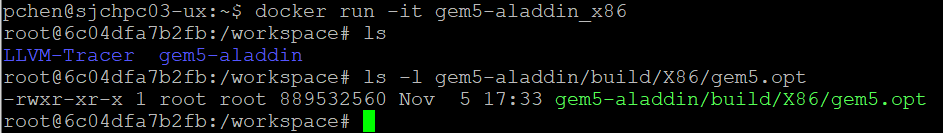 pchen@sjchpc03-ux:~$ docker run -it gem5-aladdin_x86
root@6c04dfa7b2fb:/workspace# ls
LLVM-Tracer  gem5-aladdin
root@6c04dfa7b2fb:/workspace# ls -l gem5-aladdin/build/X86/gem5.opt
-rwxr-xr-x 1 root root 889532560 Nov  5 17:33 gem5-aladdin/build/X86/gem5.opt
root@6c04dfa7b2fb:/workspace#